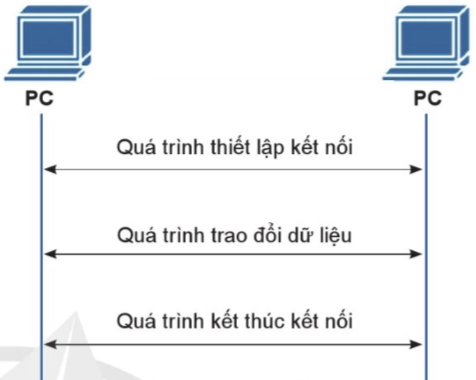 PC
PC
Quá trình thiết lập kết nối
Quá trình trao đổi dữ liệu
Quá trình kết thúc kết nối